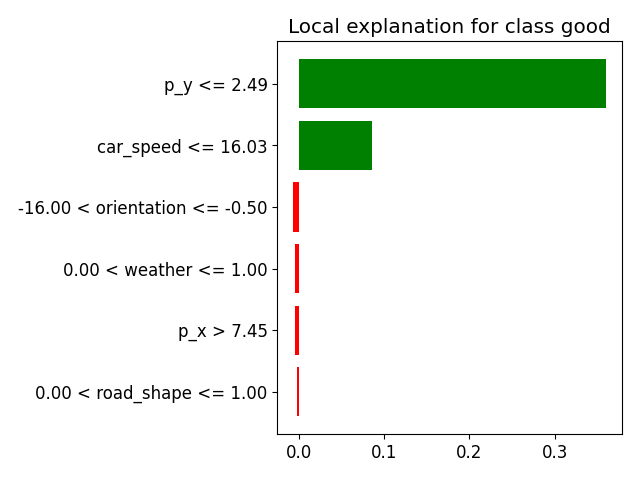 Local explanation for class good
p_y <= 2.49
car_speed <= 16.03
-16.00 < orientation <= -0.50
0.00 < weather <= 1.00
p_x > 7.45
0.00 < road_shape <= 1.00
0.0 0.1 0.2 0.3